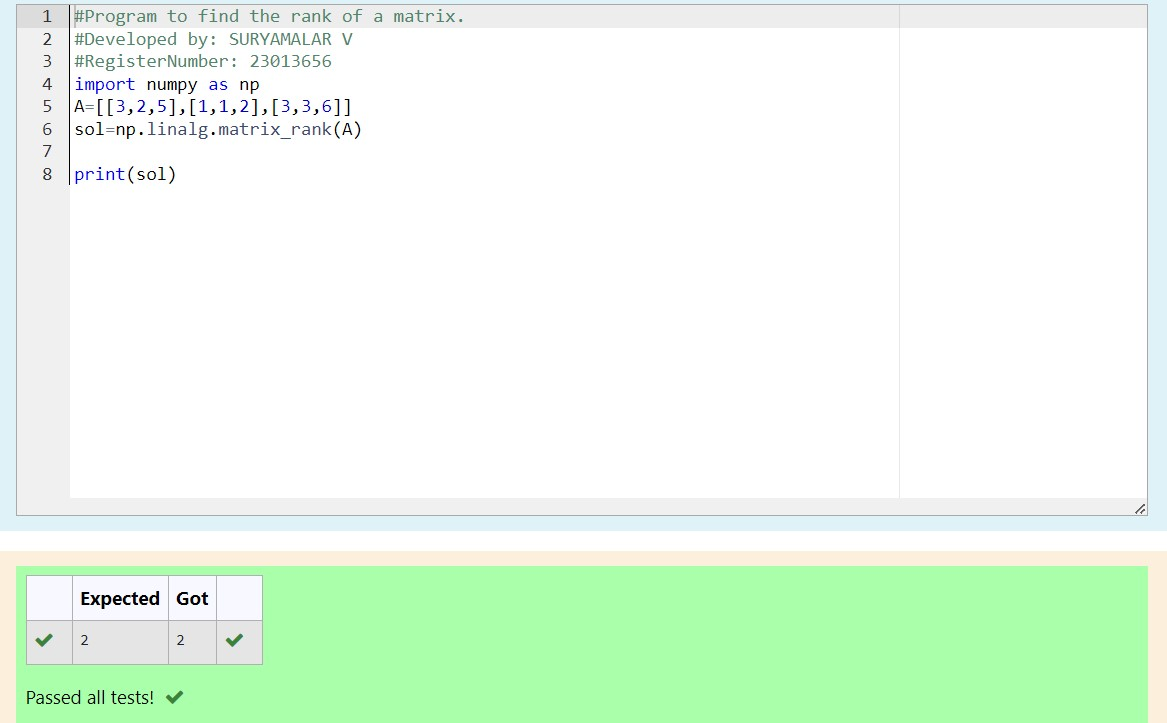 1 #Program to find the rank of a matrix.
2 #Developed by: SURYAMALAR V
3 #RegisterNumber: 23013656
4 import numpy as np
5 A=[[3,2,5],[1,1,2],[3,3,6]]
6 sol=np.linalg.matrix_rank(A)
7
8 print(sol)
Expected Got
2 2
Passed all tests!